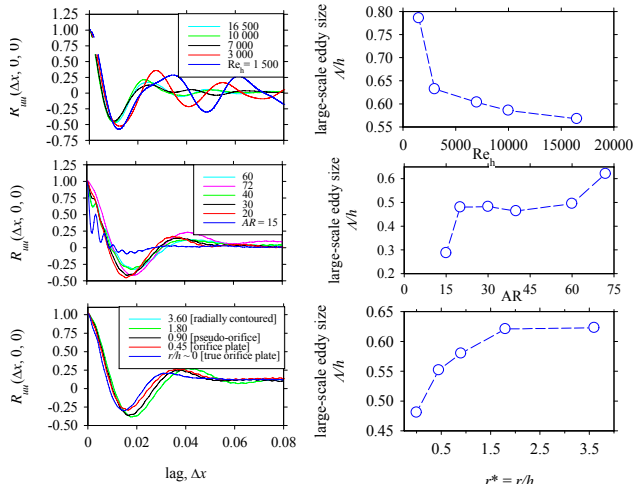 R_uu(Δx, 0, 0)
1.25
1.00
0.75
0.50
0.25
0
-0.25
-0.50
-0.75
16 500
10 000
7 000
3 000
Re_h = 1 500
large-scale eddy size
Λ/h
0.80
0.75
0.70
0.65
0.60
0.55
0 5000 10000 15000 20000
Re_h
R_uu(Δx, 0, 0)
1.25
1.00
0.75
0.50
0.25
0
-0.25
-0.50
60
72
40
30
20
AR = 15
large-scale eddy size
Λ/h
0.6
0.5
0.4
0.3
0.2
0 15 30 45 60 75
AR
R_uu(Δx, 0, 0)
1.25
1.00
0.75
0.50
0.25
0
-0.25
-0.50
3.60 [radially contoured]
1.80
0.90 [pseudo-orifice]
0.45 [orifice plate]
r/h ~ 0 [true orifice plate]
0 0.02 0.04 0.06 0.08
lag, Δx
large-scale eddy size
Λ/h
0.65
0.60
0.55
0.50
0.45
0.5 1.5 2.5 3.5
r* = r/h